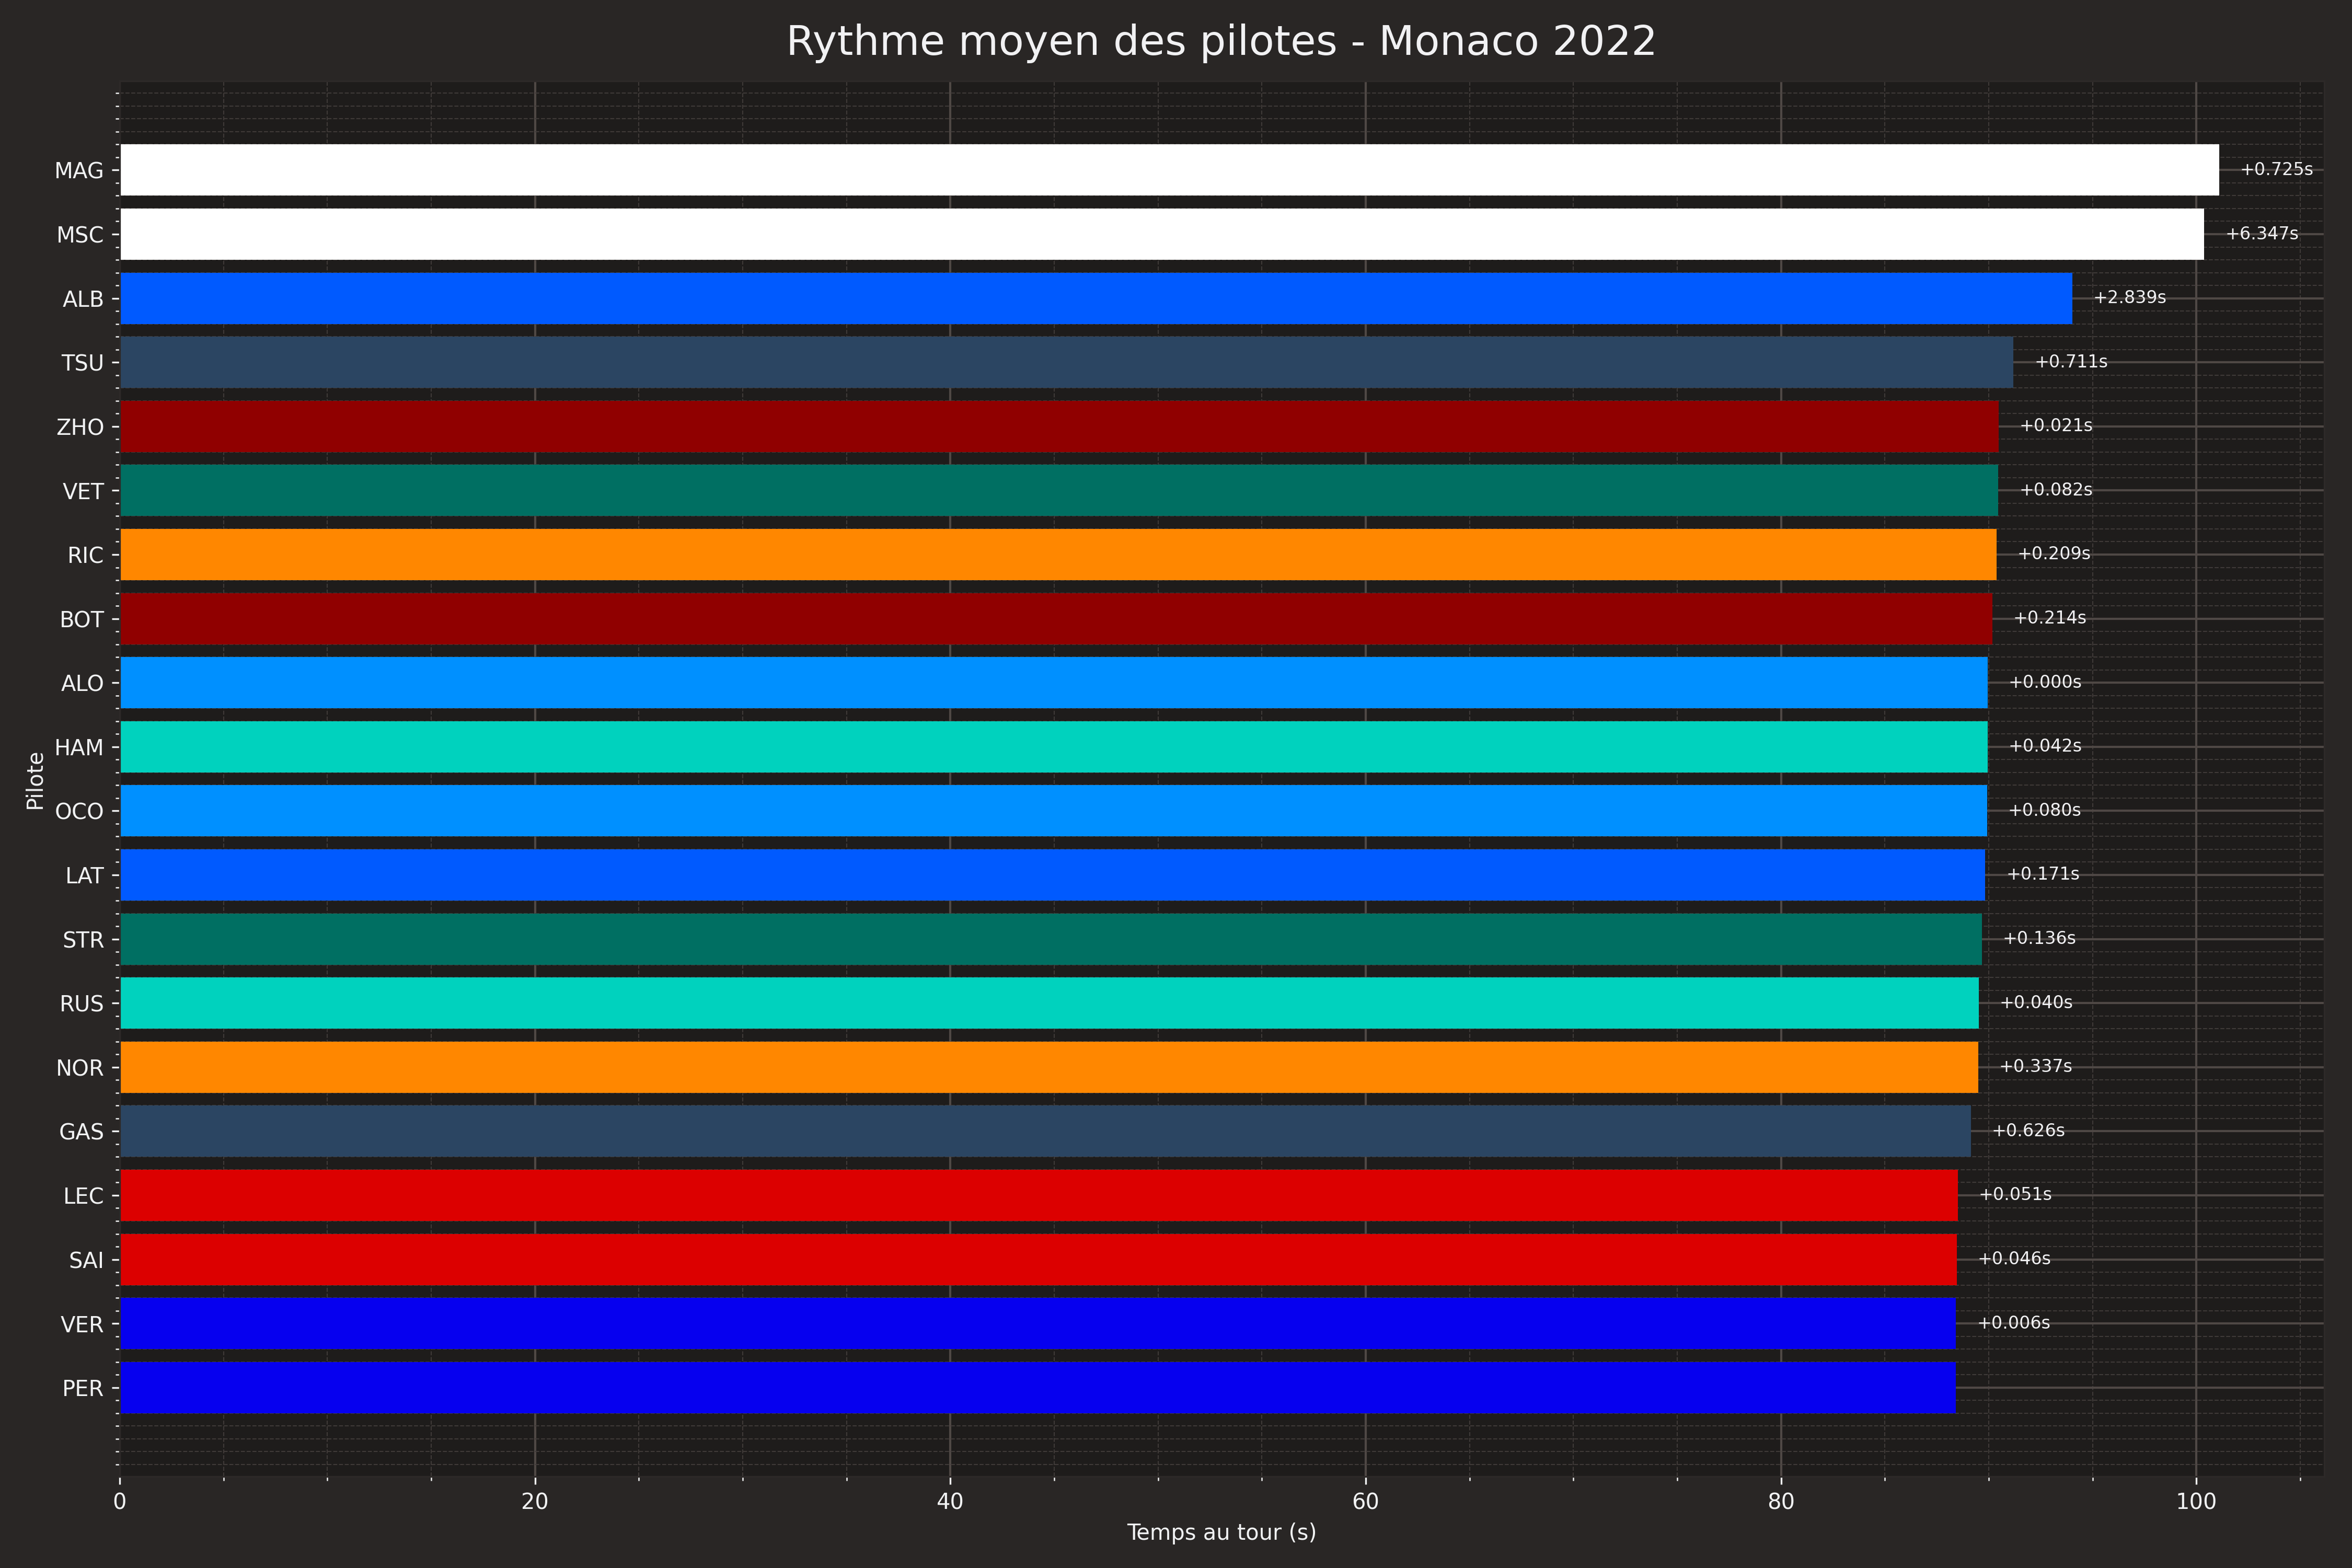 Rythme moyen des pilotes - Monaco 2022
MAG +0.725s
MSC +6.347s
ALB +2.839s
TSU +0.711s
ZHO +0.021s
VET +0.082s
RIC +0.209s
BOT +0.214s
ALO +0.000s
HAM +0.042s
Pilote
OCO +0.080s
LAT +0.171s
STR +0.136s
RUS +0.040s
NOR +0.337s
GAS +0.626s
LEC +0.051s
SAI +0.046s
VER +0.006s
PER
0 20 40 60 80 100
Temps au tour (s)